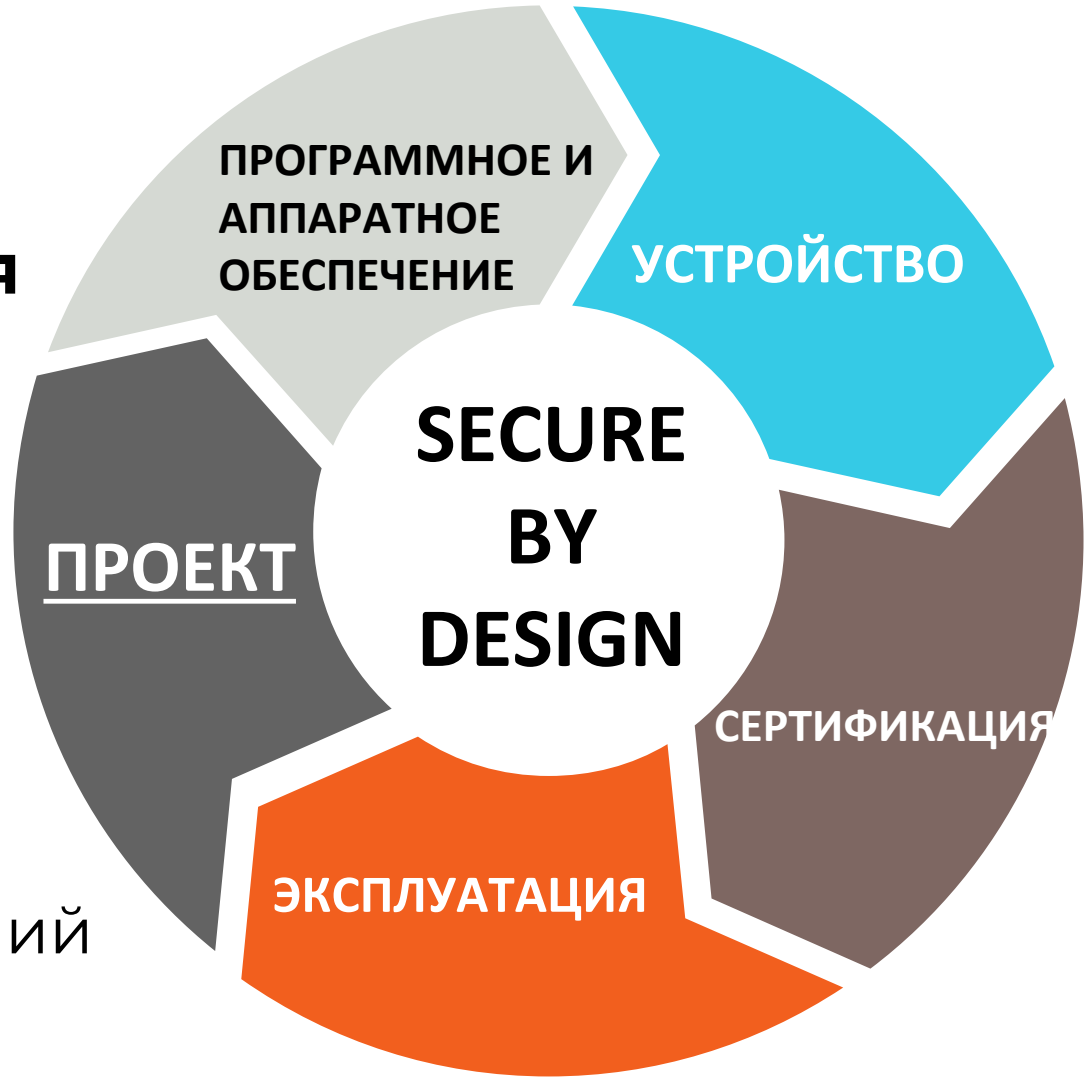 ПРОГРАММНОЕ И
АППАРАТНОЕ
ОБЕСПЕЧЕНИЕ
УСТРОЙСТВО
я
SECURE
BY
DESIGN
ПРОЕКТ
СЕРТИФИКАЦИЯ
ЭКСПЛУАТАЦИЯ
ий